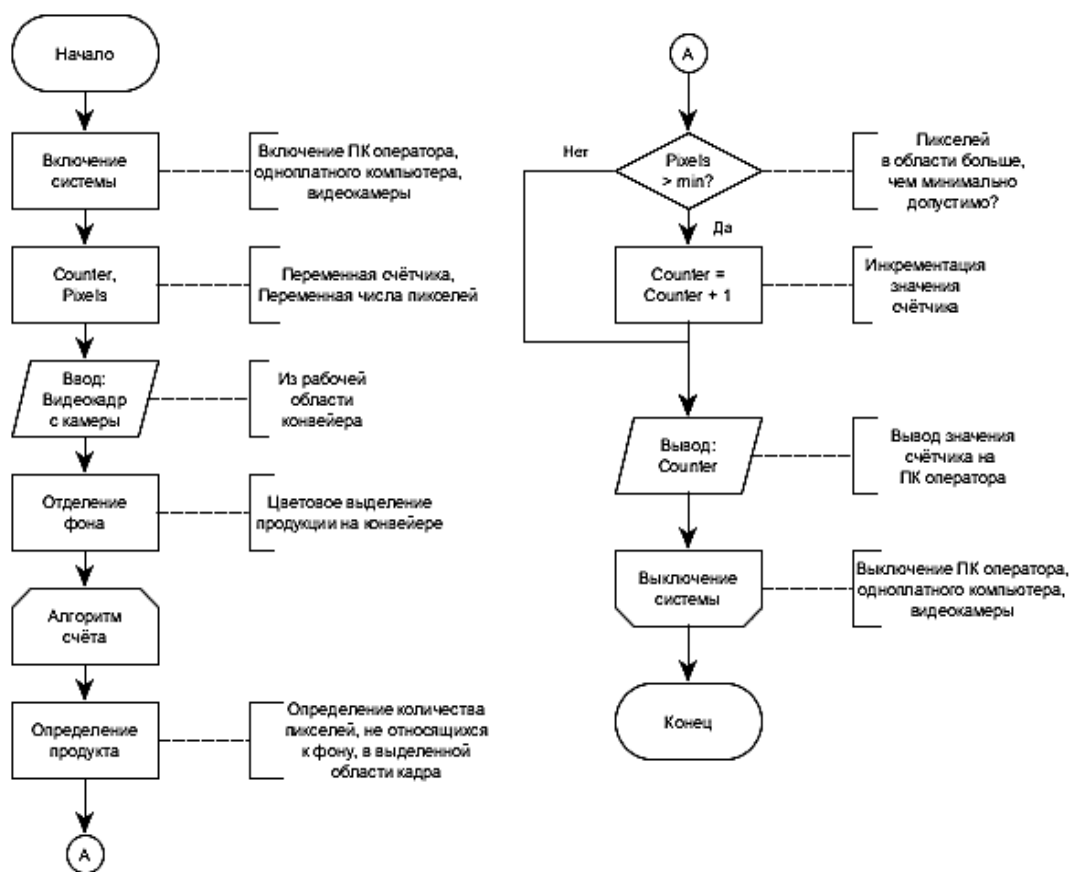 Начало
Включение
системы
Включение ПК оператора,
одноплатного компьютера,
видеокамеры
Counter,
Pixels
Переменная счётчика,
Переменная числа пикселей
Ввод:
Видеокадр
с камеры
Из рабочей
области
конвейера
Отделение
фона
Цветовое выделение
продукции на конвейере
Алгоритм
счёта
Определение
продукта
Определение количества
пикселей, не относящихся
к фону, в выделенной
области кадра
А
А
Нет
Pixels
> min?
Да
Пикселей
в области больше,
чем минимально
допустимо?
Counter =
Counter + 1
Инкрементация
значения
счётчика
Вывод:
Counter
Вывод значения
счётчика на
ПК оператора
Выключение
системы
Выключение ПК оператора,
одноплатного компьютера,
видеокамеры
Конец